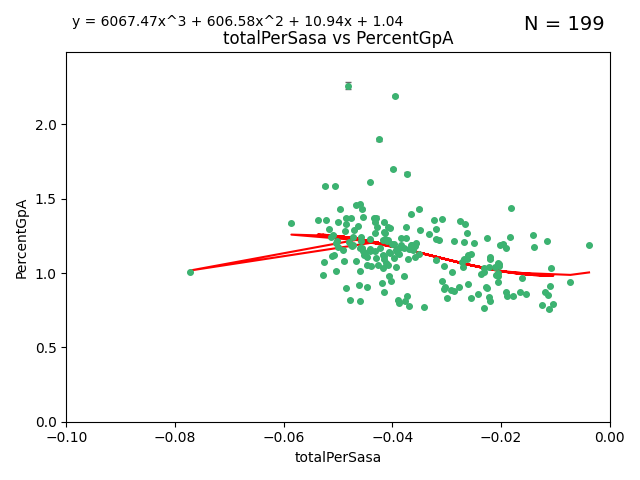 y = 6067.47x^3 + 606.58x^2 + 10.94x + 1.04
N = 199
totalPerSasa vs PercentGpA
2.0
1.5
1.0
0.5
0.0
PercentGpA
−0.10 −0.08 −0.06 −0.04 −0.02 0.00
totalPerSasa